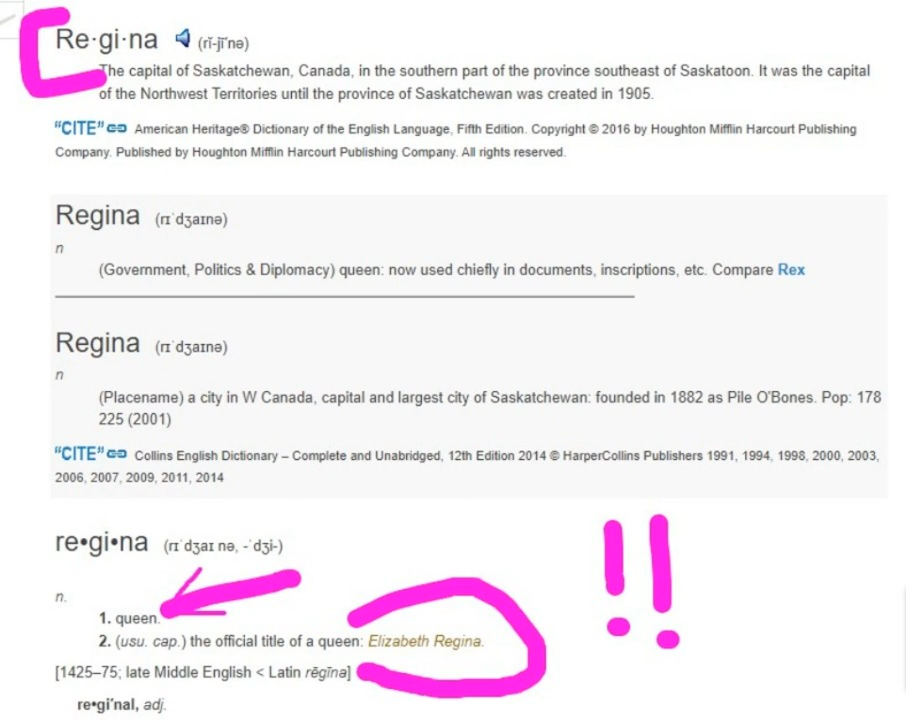 Re·gi·na (rĭ-jī′nə)
The capital of Saskatchewan, Canada, in the southern part of the province southeast of Saskatoon. It was the capital
of the Northwest Territories until the province of Saskatchewan was created in 1905.
"CITE" American Heritage® Dictionary of the English Language, Fifth Edition. Copyright © 2016 by Houghton Mifflin Harcourt Publishing
Company. Published by Houghton Mifflin Harcourt Publishing Company. All rights reserved.
Regina (rɪˈdʒaɪnə)
n
(Government, Politics & Diplomacy) queen: now used chiefly in documents, inscriptions, etc. Compare Rex
Regina (rɪˈdʒaɪnə)
n
(Placename) a city in W Canada, capital and largest city of Saskatchewan: founded in 1882 as Pile O'Bones. Pop: 178
225 (2001)
"CITE" Collins English Dictionary – Complete and Unabridged, 12th Edition 2014 © HarperCollins Publishers 1991, 1994, 1998, 2000, 2003,
2006, 2007, 2009, 2011, 2014
re•gi•na (rɪˈdʒaɪ nə, -ˈdʒi-)
!!
n.
1. queen.
2. (usu. cap.) the official title of a queen: Elizabeth Regina.
[1425–75; late Middle English < Latin rēgīna]
re•gi′nal, adj.